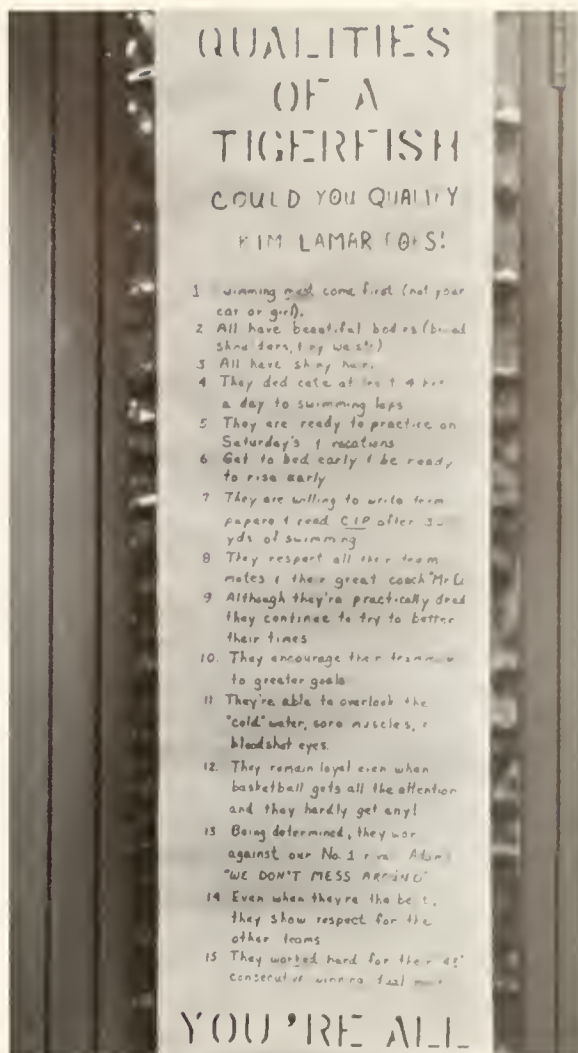 QUALITIES
OF A
TIGERFISH
COULD YOU QUALIFY
KIM LAMAR DOES!
1 swimming must come first (not your
car or girl).
2 All have beautiful bodies (broad
shoulders, tiny waste)
3 All have shiny hair.
4 They dedicate at least 4 hrs
a day to swimming laps
5 They are ready to practice on
Saturday's & vacations
6 Get to bed early & be ready
to rise early
7 They are willing to write term
papers & read CIP after
yds of swimming
8 They respect all their team
mates & their great coach "Mr
9 Although they're practically dead
they continue to try to better
their times
10. They encourage their
to greater goals
11 They're able to overlook the
"cold" water, sore muscles, &
bloodshot eyes.
12. They remain loyal even when
basketball gets all the attention
and they hardly get any!
13 Being determined, they
against our No. 1 rival
"WE DON'T MESS AROUND"
14 Even when they're the best,
they show respect for the
other teams
15 They worked hard for their
consecutive winning dual
YOU'RE ALL